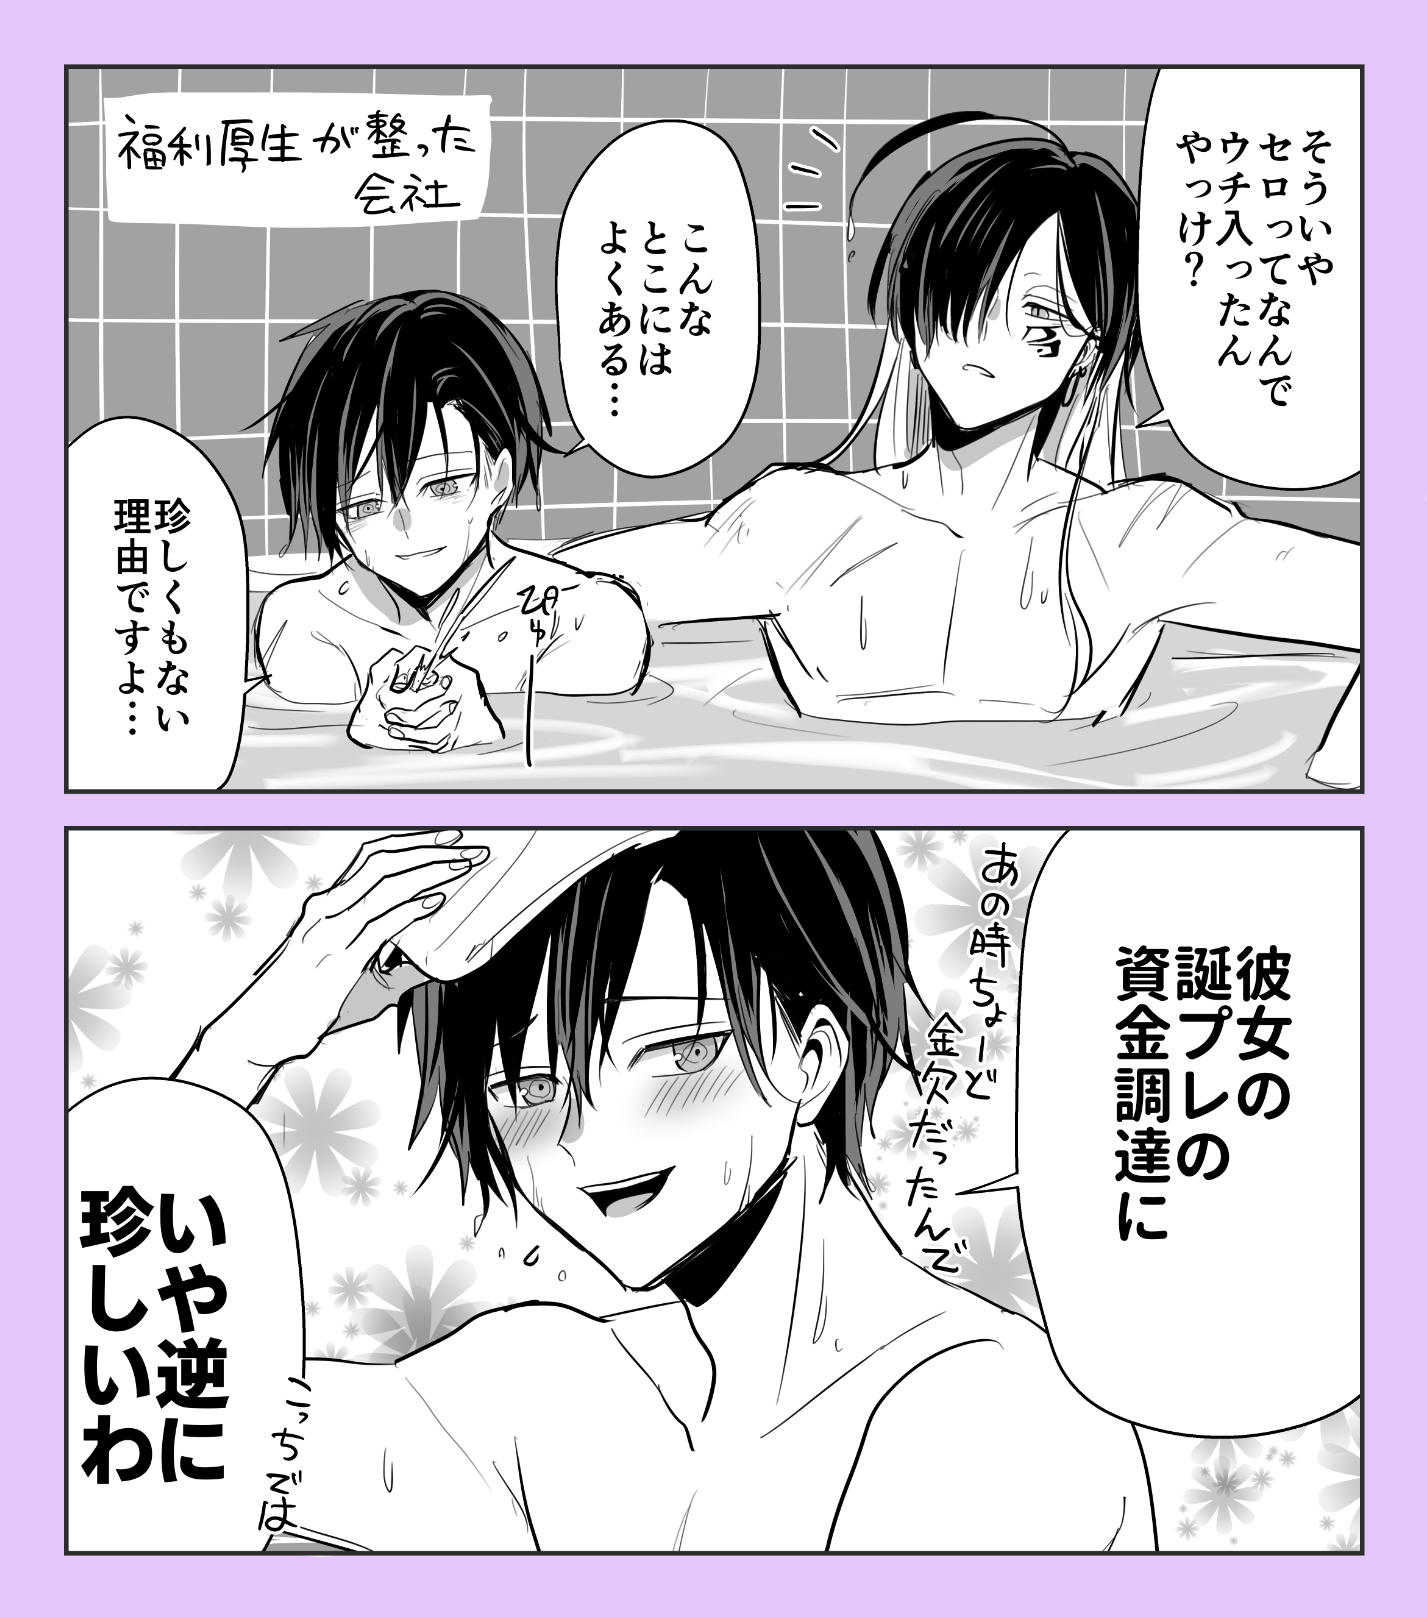 福利厚生が整った
会社
そういや
セロってなんで
ウチ入ったん
やっけ?
こんな
とこには
よくある…
珍しくもない
理由ですよ…
彼女の
誕プレの
資金調達に
あの時ちょーど
金欠だったんで
いや逆に
珍しいわ
こっちでは